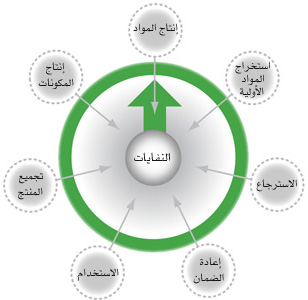 إنتاج المواد
استخراج
المواد
الأولية
الاسترجاع
إعادة
الضمان
الاستخدام
تجميع
المنتج
إنتاج
المكونات
النفايات